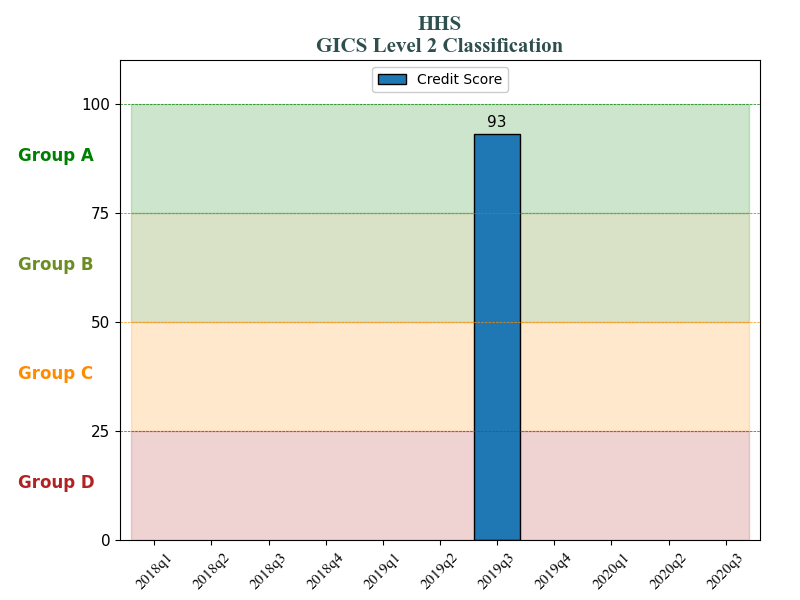 HHS
GICS Level 2 Classification
Credit Score
93
100
75
50
25
0
Group A
Group B
Group C
Group D
2018q1
2018q2
2018q3
2018q4
2019q1
2019q2
2019q3
2019q4
2020q1
2020q2
2020q3